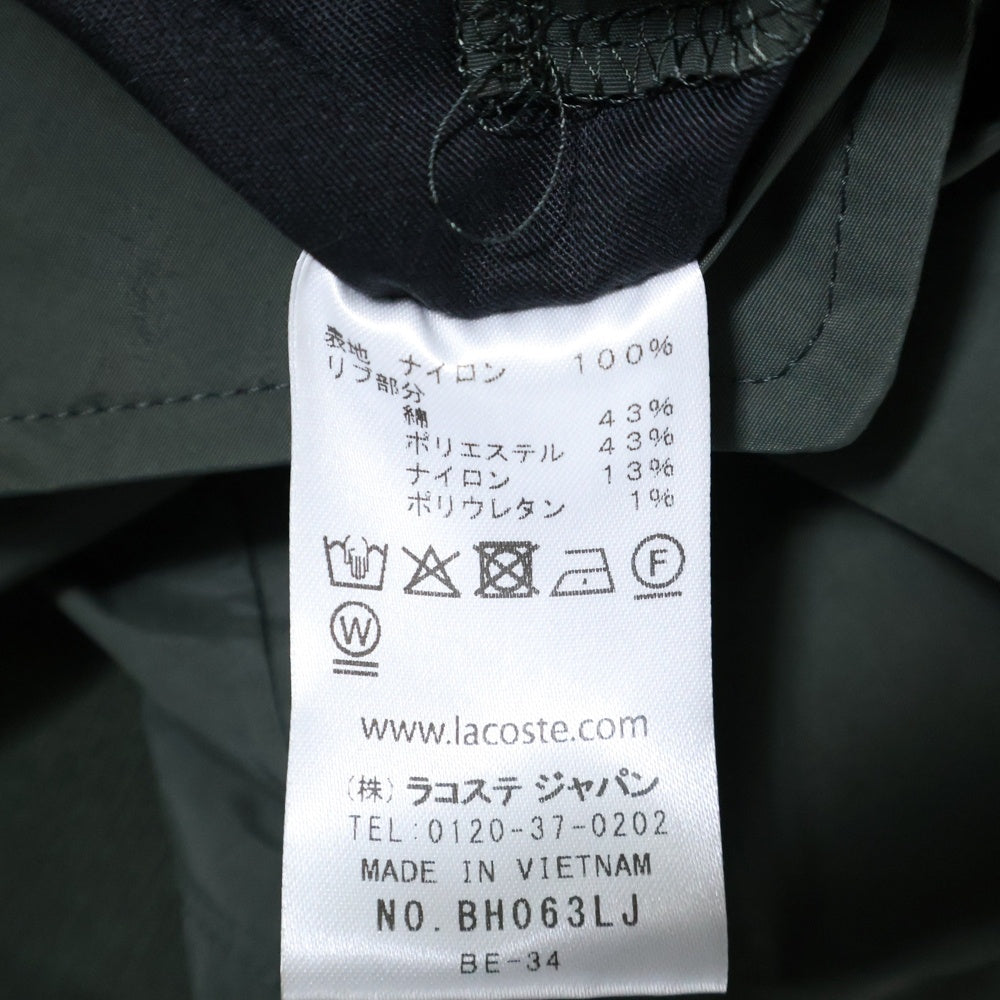 表地 ナイロン 100%
リブ部分
綿 43%
ポリエステル 43%
ナイロン 13%
ポリウレタン 1%
F
W
www.lacoste.com
(株) ラコステ ジャパン
TEL:0120-37-0202
MADE IN VIETNAM
NO. BH063LJ
BE-34